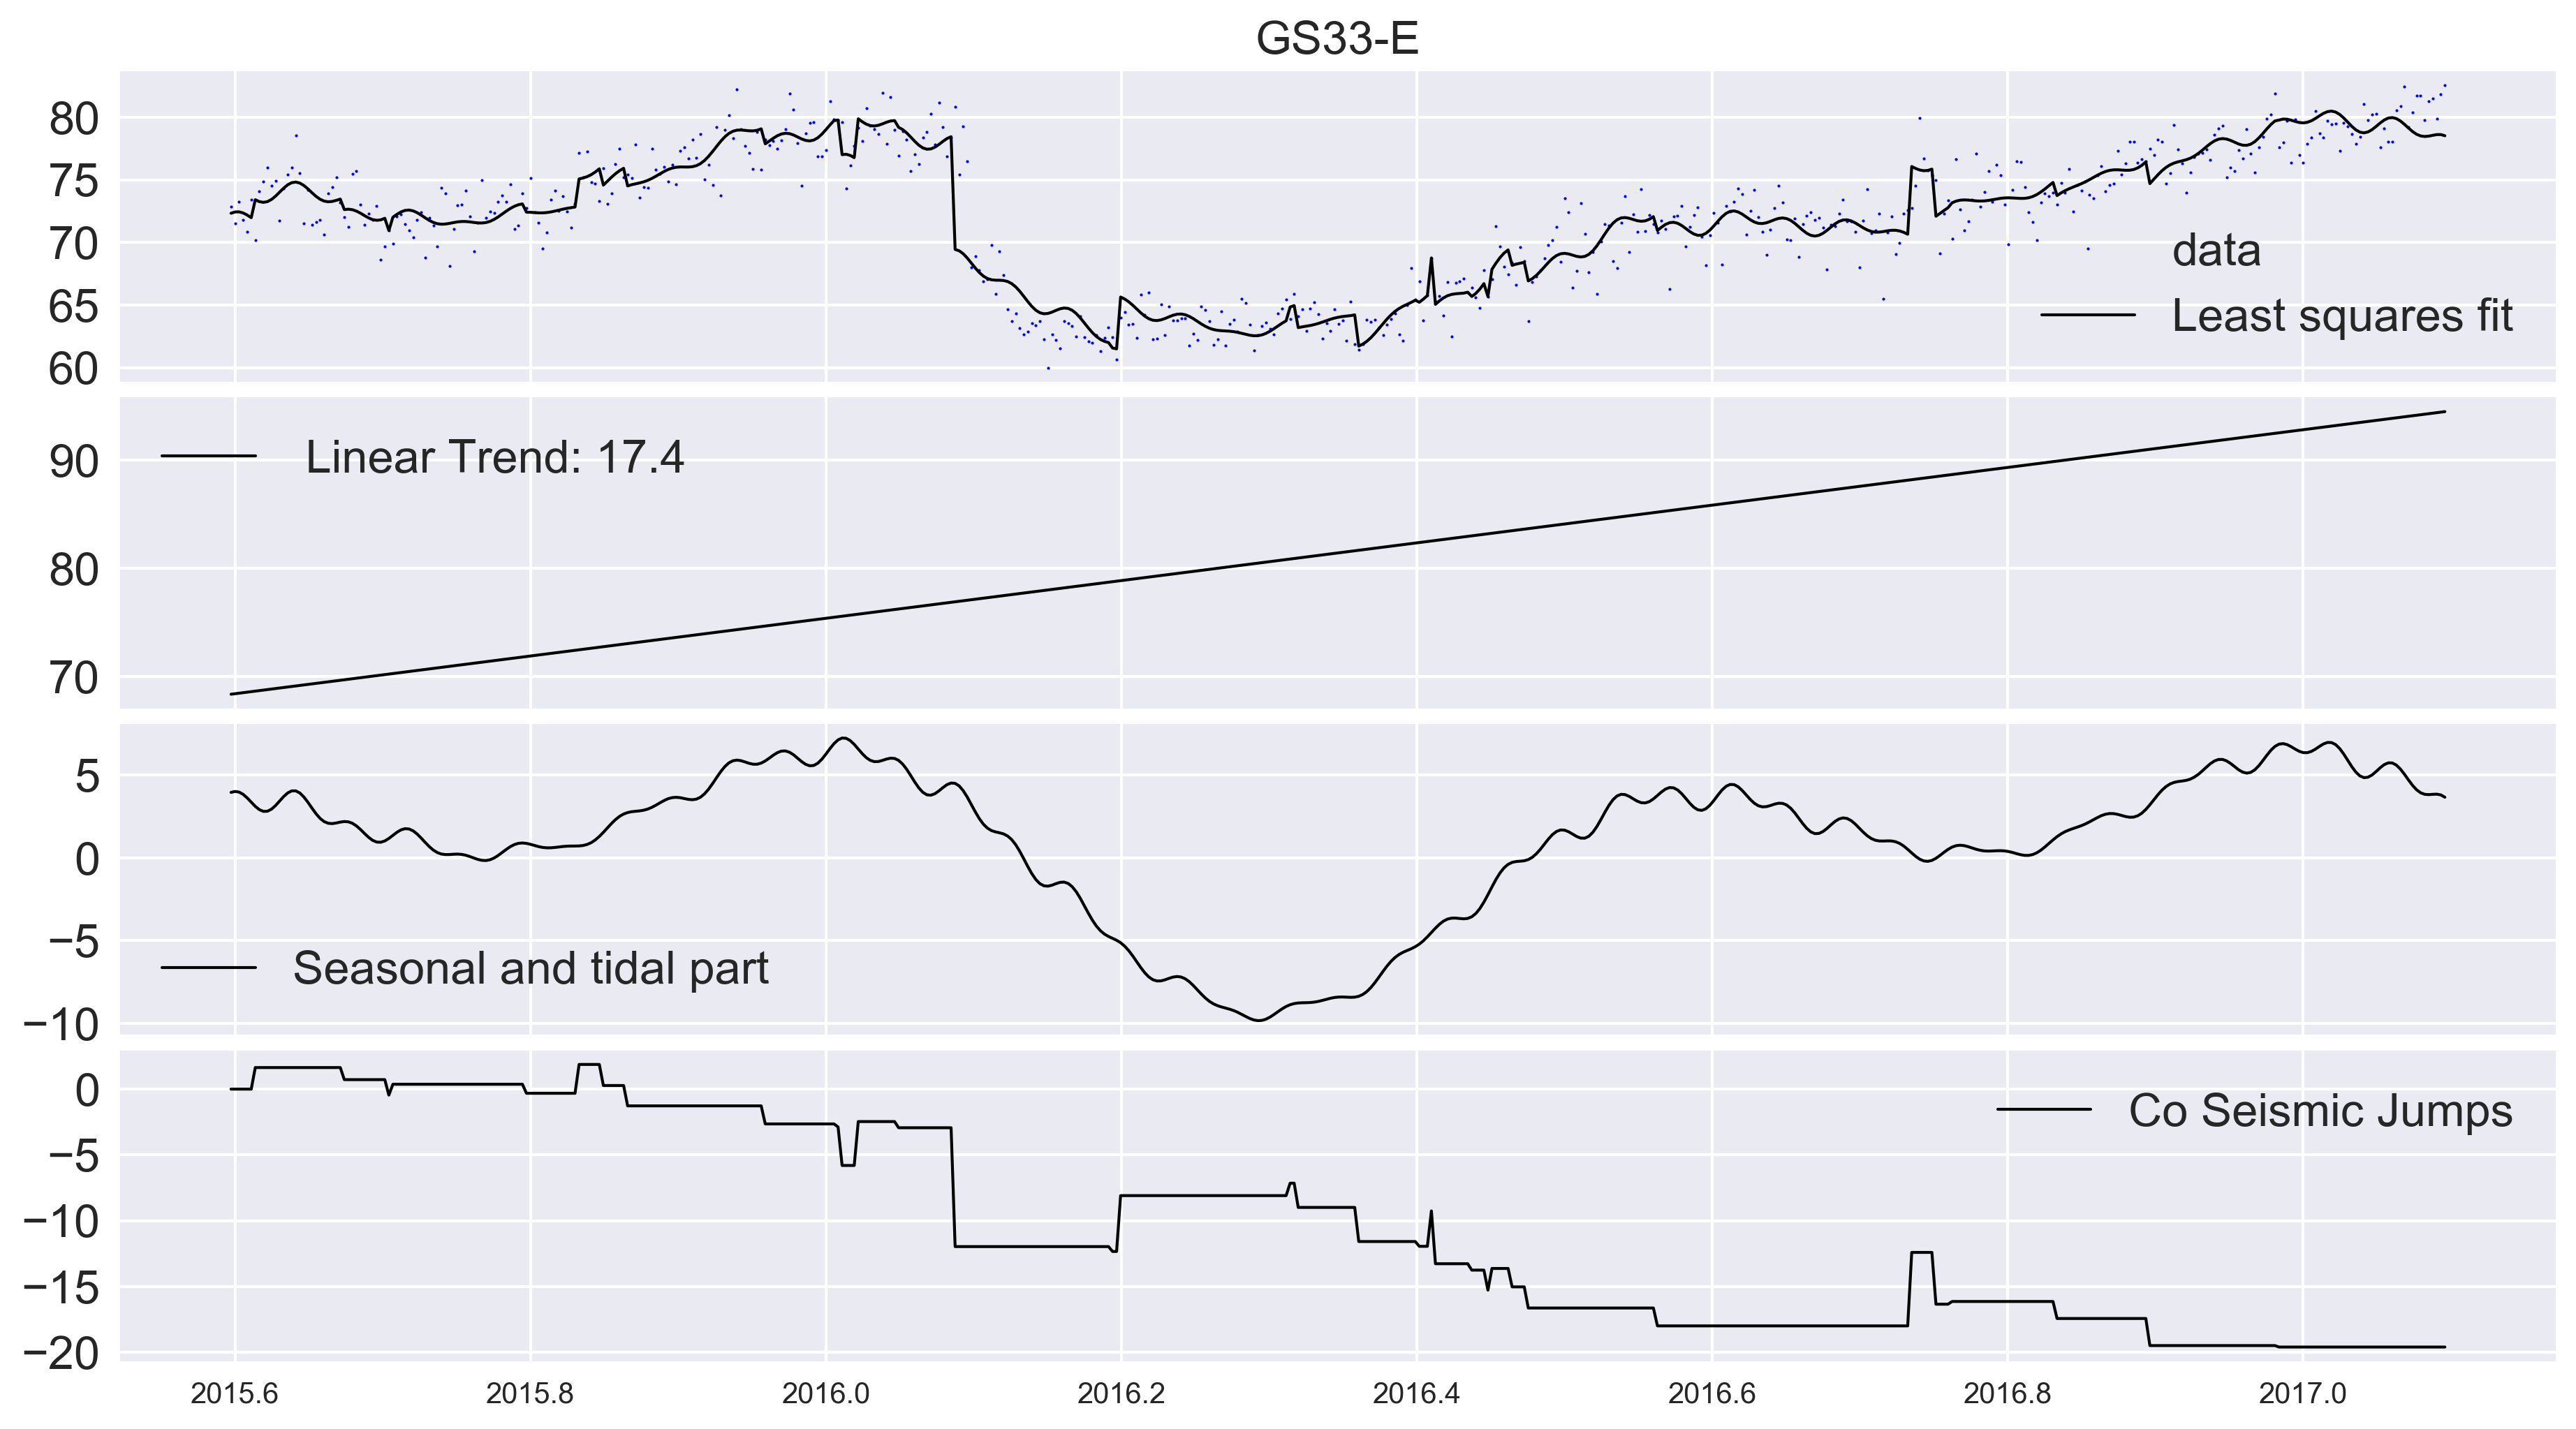 GS33-E
80
75
70
65
60
data
Least squares fit
90
80
70
Linear Trend: 17.4
5
0
−5
−10
Seasonal and tidal part
0
−5
−10
−15
−20
Co Seismic Jumps
2015.6 2015.8 2016.0 2016.2 2016.4 2016.6 2016.8 2017.0